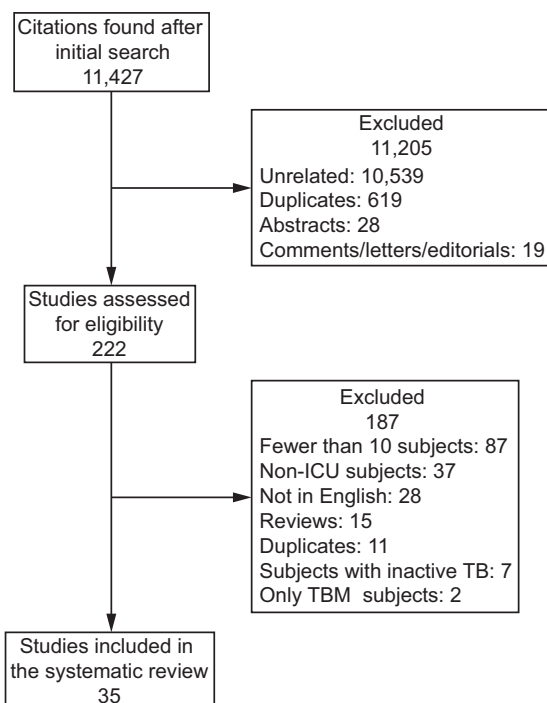 Citations found after
initial search
11,427
Excluded
11,205
Unrelated: 10,539
Duplicates: 619
Abstracts: 28
Comments/letters/editorials: 19
Studies assessed
for eligibility
222
Excluded
187
Fewer than 10 subjects: 87
Non-ICU subjects: 37
Not in English: 28
Reviews: 15
Duplicates: 11
Subjects with inactive TB: 7
Only TBM subjects: 2
Studies included in
the systematic review
35